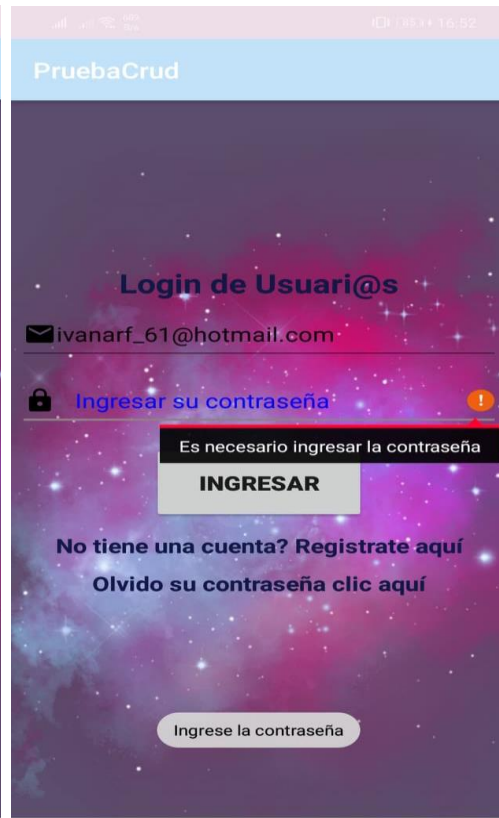 16:52
PruebaCrud
Login de Usuari@s
ivanarf_61@hotmail.com
Ingresar su contraseña
!
Es necesario ingresar la contraseña
INGRESAR
No tiene una cuenta? Registrate aquí
Olvido su contraseña clic aquí
Ingrese la contraseña